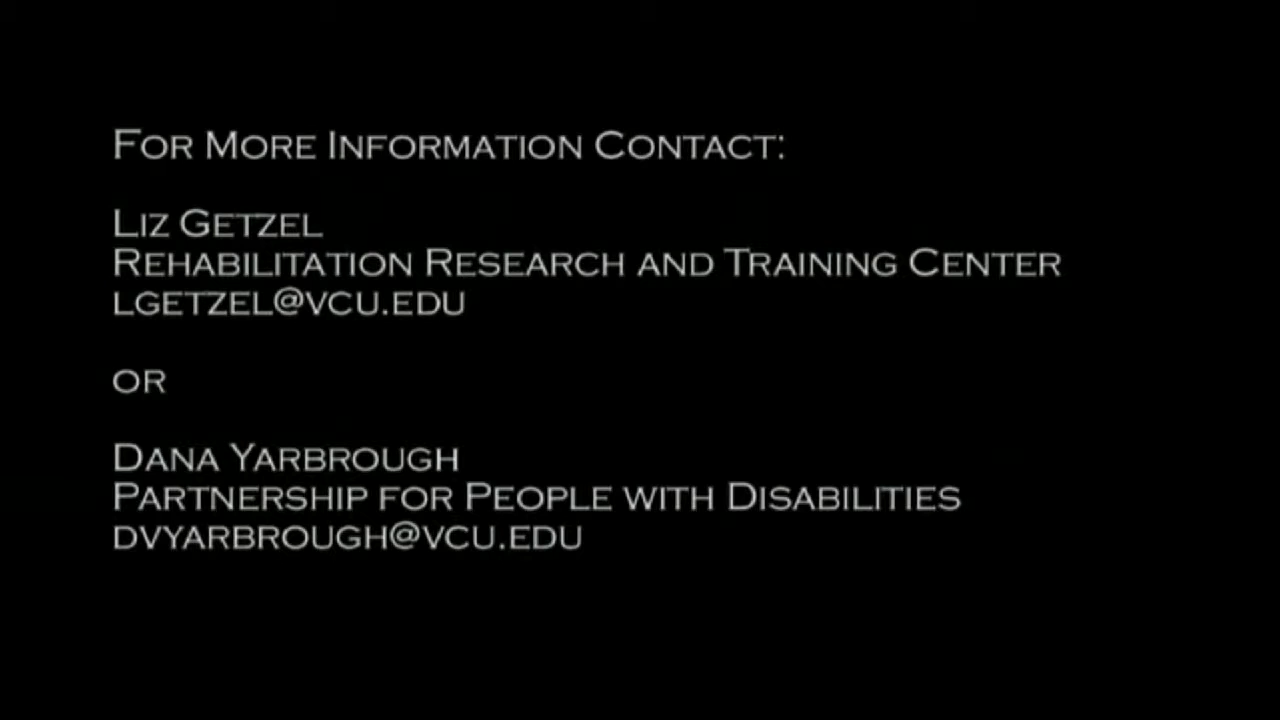 For More Information Contact:
Liz Getzel
Rehabilitation Research and Training Center
lgetzel@vcu.edu
or
Dana Yarbrough
Partnership for People with Disabilities
dvyarbrough@vcu.edu